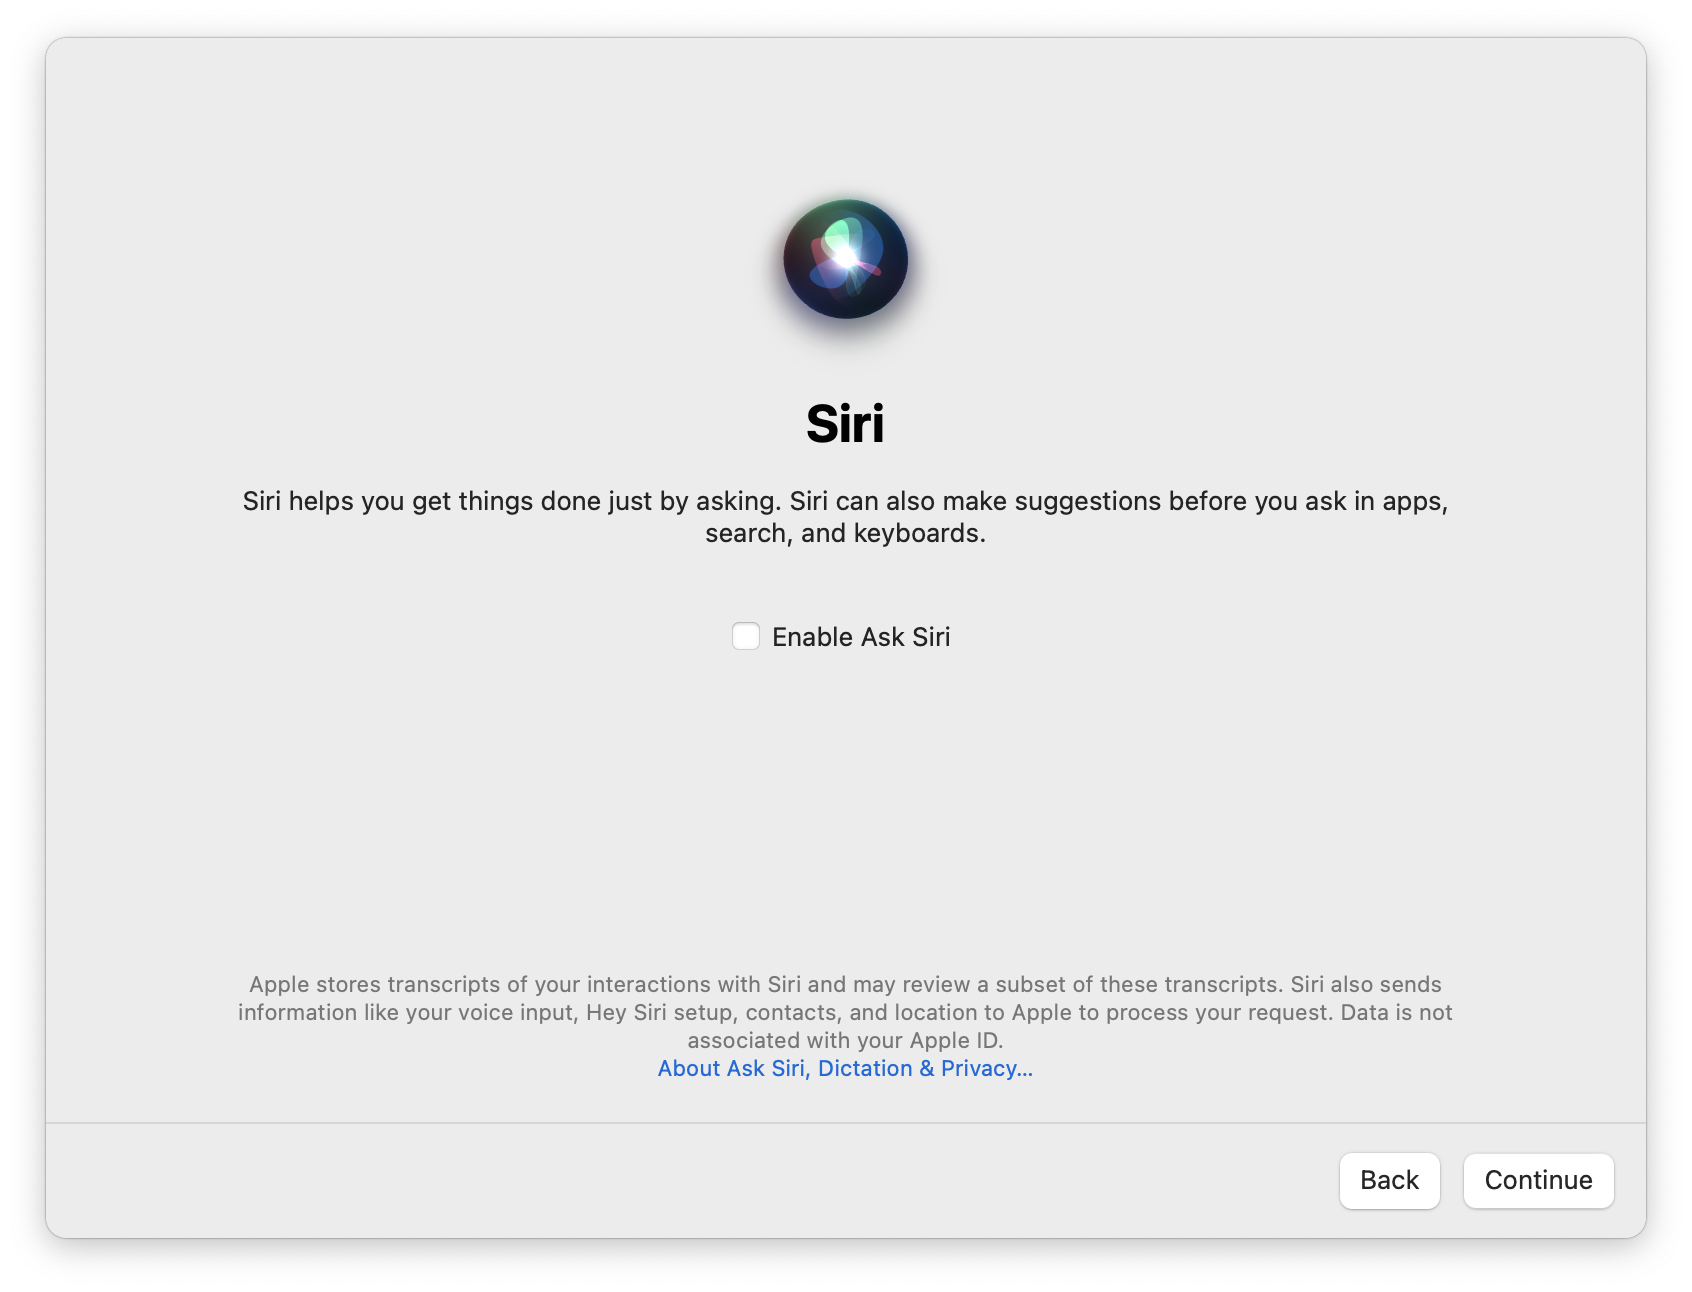 Siri
Siri helps you get things done just by asking. Siri can also make suggestions before you ask in apps,
search, and keyboards.
Enable Ask Siri
Apple stores transcripts of your interactions with Siri and may review a subset of these transcripts. Siri also sends
information like your voice input, Hey Siri setup, contacts, and location to Apple to process your request. Data is not
associated with your Apple ID.
About Ask Siri, Dictation & Privacy...
Back
Continue